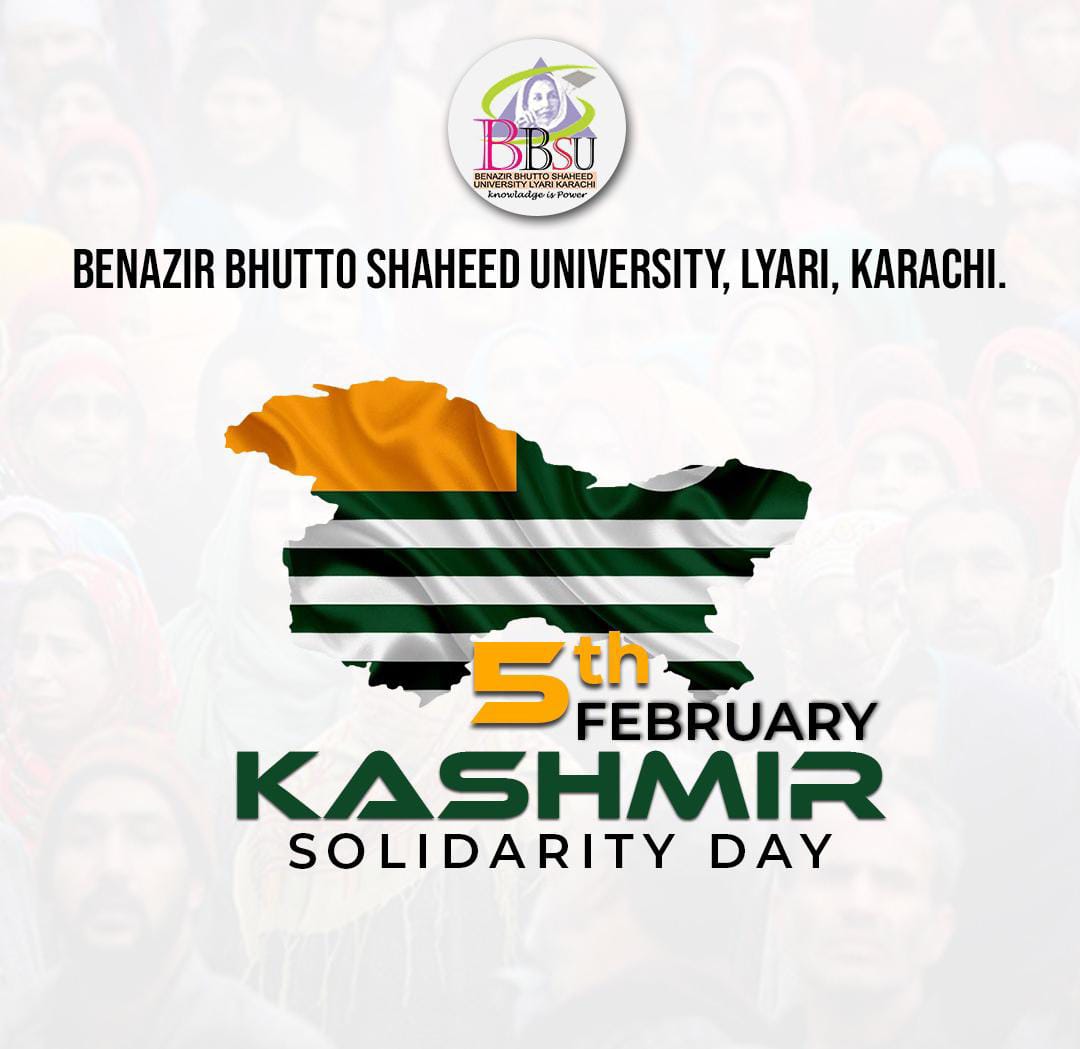 BBSU
BENAZIR BHUTTO SHAHEED
UNIVERSITY LYARI KARACHI
knowladge is Power
BENAZIR BHUTTO SHAHEED UNIVERSITY, LYARI, KARACHI.
5th
FEBRUARY
KASHMIR
SOLIDARITY DAY